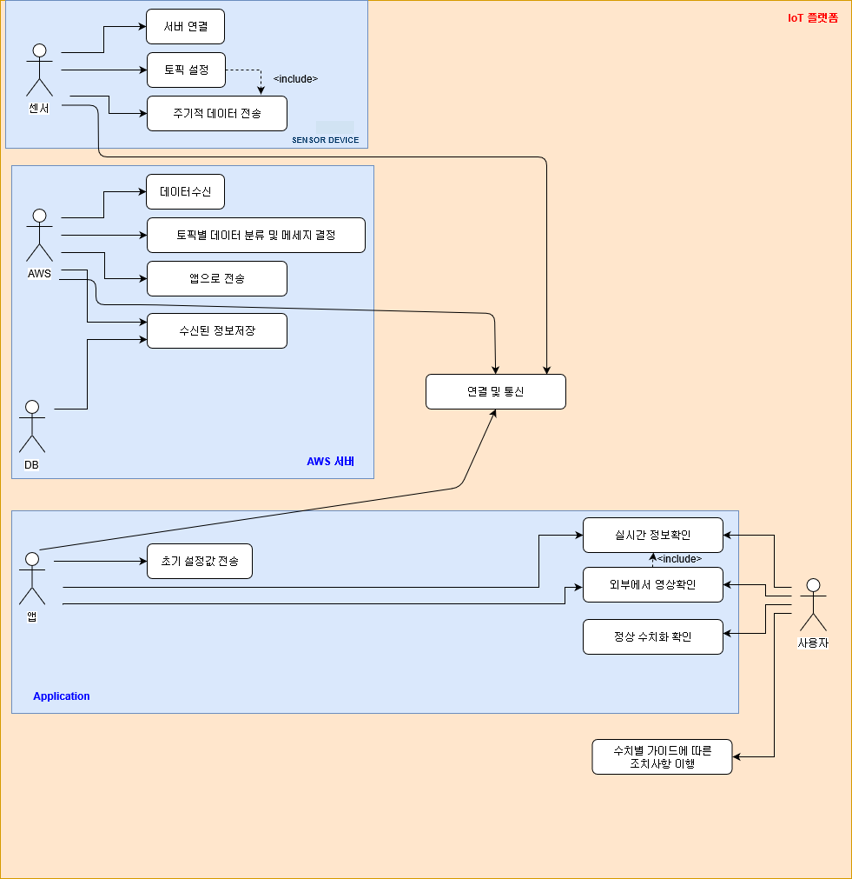 IoT 플랫폼
서버 연결
토픽 설정
<include>
센서
주기적 데이터 전송
SENSOR DEVICE
데이터수신
토픽별 데이터 분류 및 메세지 결정
AWS
앱으로 전송
수신된 정보저장
연결 및 통신
DB
AWS 서버
실시간 정보확인
초기 설정값 전송
<include>
외부에서 영상확인
앱
정상 수치화 확인
사용자
Application
수치별 가이드에 따른
조치사항 이행